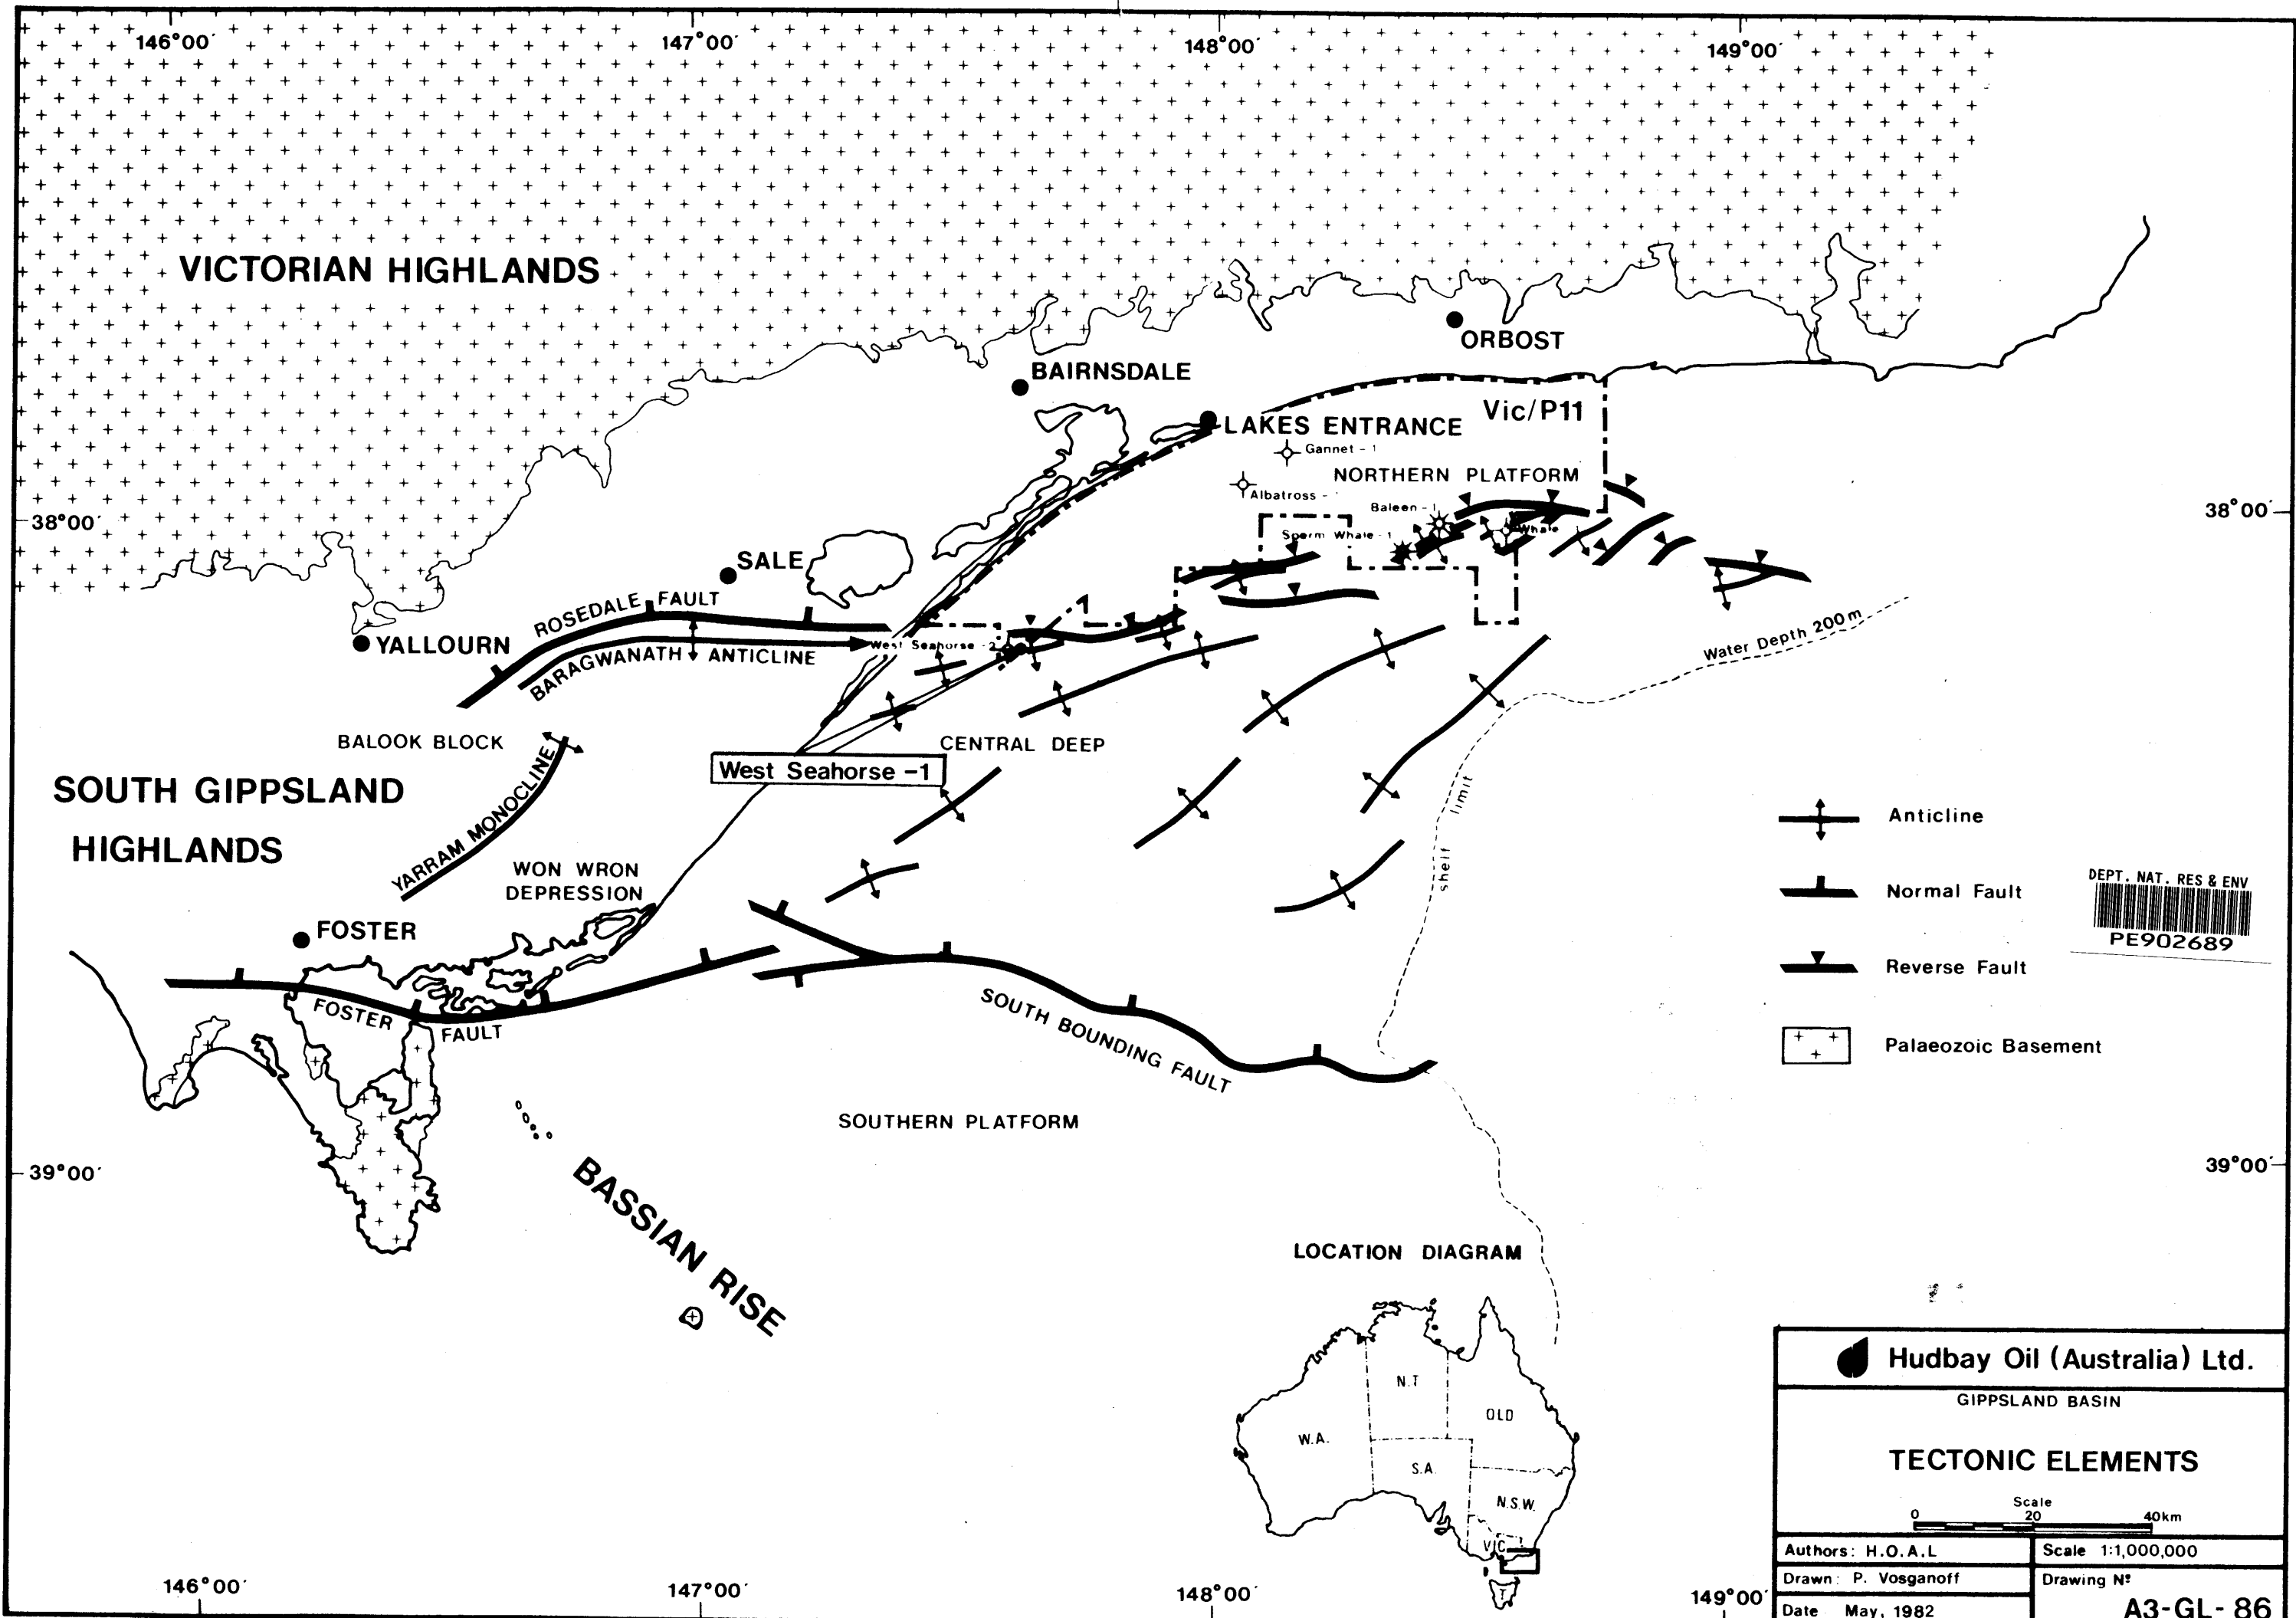 146°00′
147°00′
148°00′
149°00′
VICTORIAN HIGHLANDS
ORBOST
BAIRNSDALE
Vic/P11
LAKES ENTRANCE
Gannet - 1
NORTHERN PLATFORM
Albatross -
Baleen - 1
38°00′
38°00′
Sperm Whale - 1
Whale
SALE
ROSEDALE FAULT
YALLOURN
West Seahorse - 2
BARAGWANATH ANTICLINE
Water Depth 200m
BALOOK BLOCK
CENTRAL DEEP
West Seahorse -1
SOUTH GIPPSLAND
HIGHLANDS
YARRAM MONOCLINE
shelf limit
Anticline
WON WRON
DEPRESSION
DEPT. NAT. RES & ENV
Normal Fault
PE902689
FOSTER
Reverse Fault
SOUTH BOUNDING FAULT
FOSTER FAULT
Palaeozoic Basement
SOUTHERN PLATFORM
39°00′
39°00′
BASSIAN RISE
LOCATION DIAGRAM
N.T
QLD
W.A.
S.A.
N.S.W.
VIC
T
Hudbay Oil (Australia) Ltd.
GIPPSLAND BASIN
TECTONIC ELEMENTS
Scale
0 20 40km
Authors: H.O.A.L
Scale 1:1,000,000
Drawn: P. Vosganoff
Drawing Nº
Date May, 1982
A3-GL-86
146°00′
147°00′
148°00′
149°00′